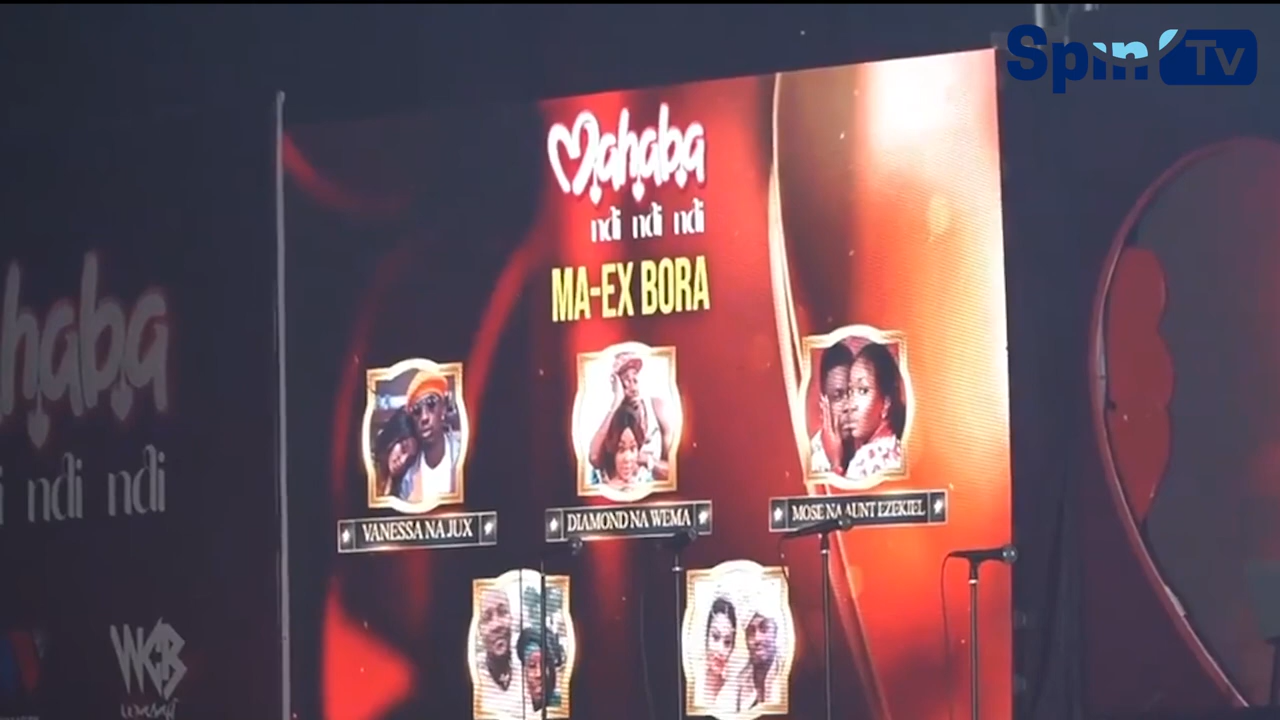 Spin Tv
Mahaba
ndi ndi ndi
MA-EX BORA
VANESSA NA JUX
DIAMOND NA WEMA
MOSE NA AUNT EZEKIEL
haba
ndi ndi
WCB